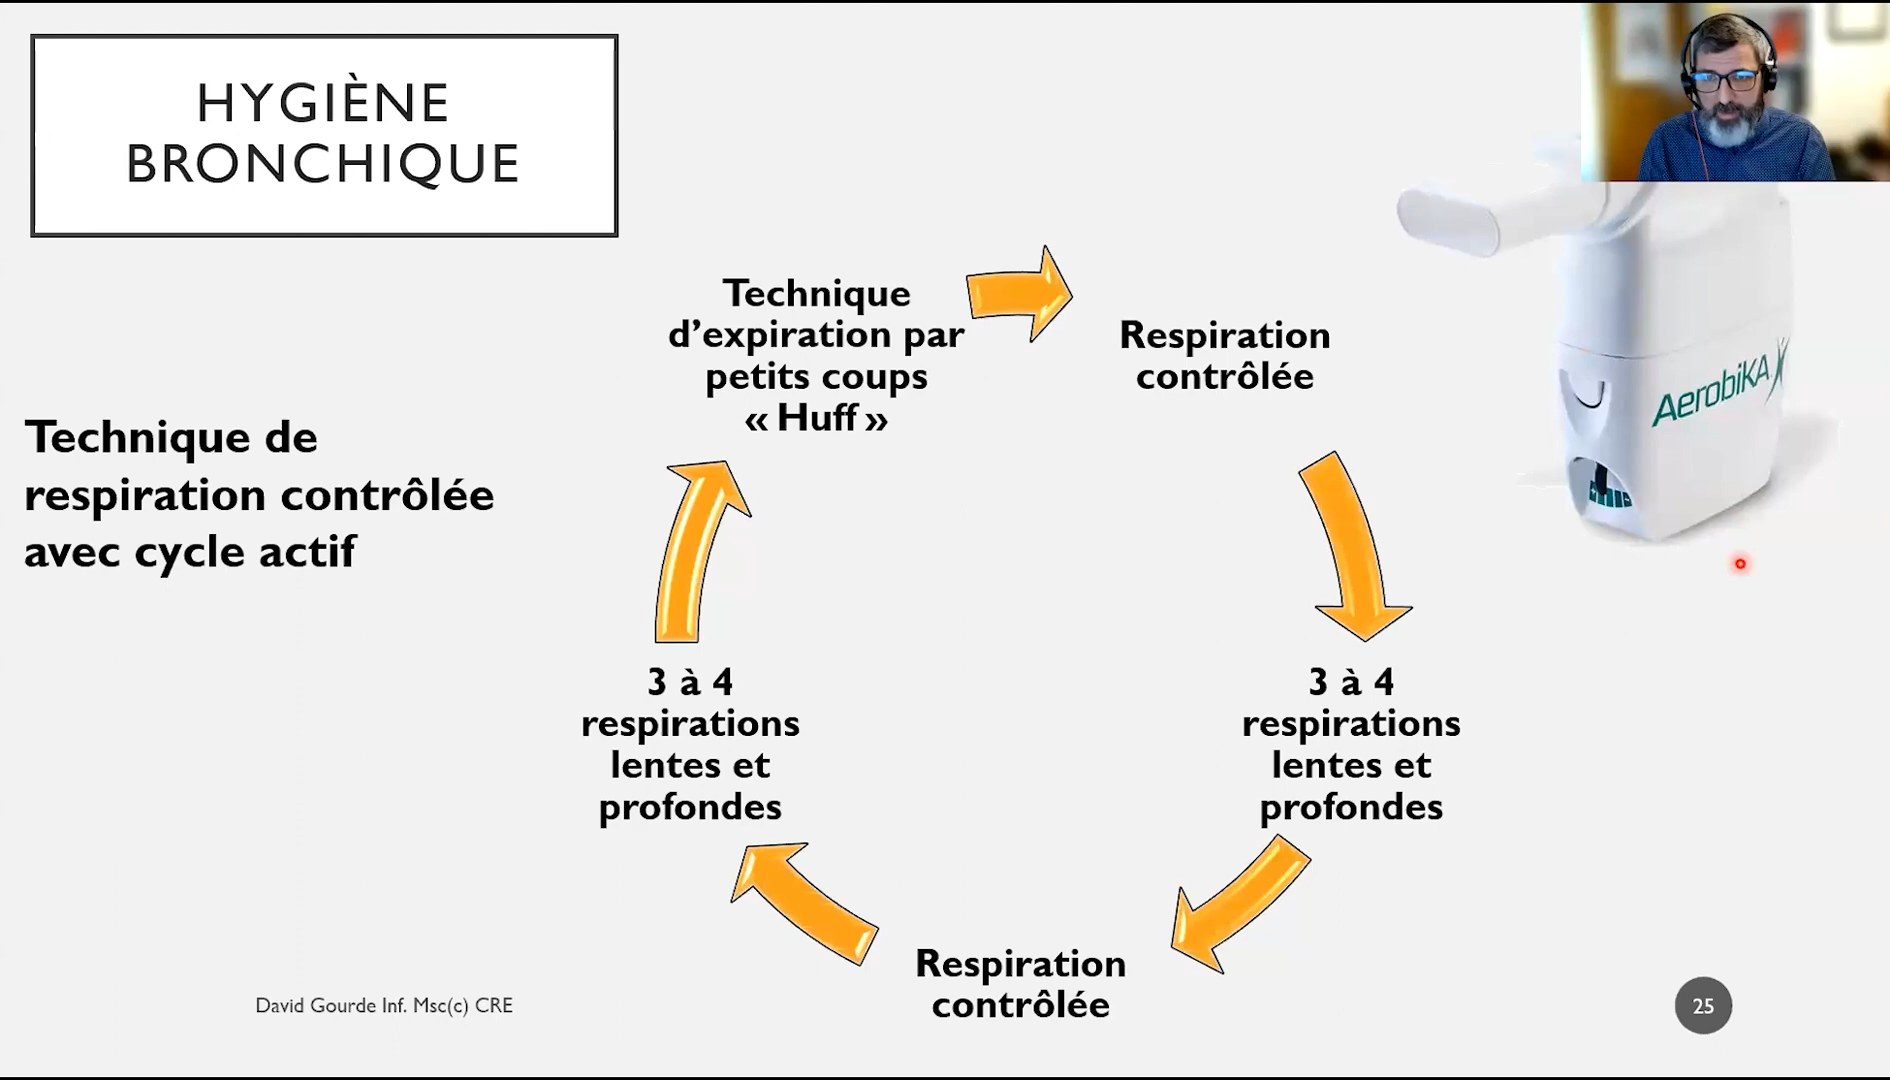 HYGIÈNE
BRONCHIQUE
Technique de
respiration contrôlée
avec cycle actif
Technique
d’expiration par
petits coups
« Huff »
Respiration
contrôlée
3 à 4
respirations
lentes et
profondes
Respiration
contrôlée
3 à 4
respirations
lentes et
profondes
AerobiKA
David Gourde Inf. Msc(c) CRE
25